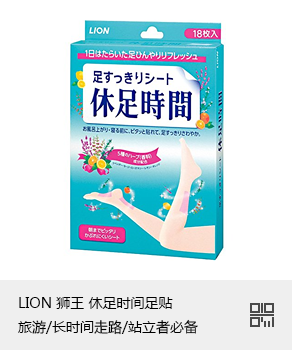 LION
18枚入
1日はたらいた足ひんやリフレッシュ
足すっきりシート
休足時間
お風呂上がり・寝る前に、ピタッと貼れて、足すっきりさわやか。
5種のハーブ(香料)
朝までピッタリ
かぶれにくいシート
LION 狮王 休足时间足贴
旅游/长时间走路/站立者必备